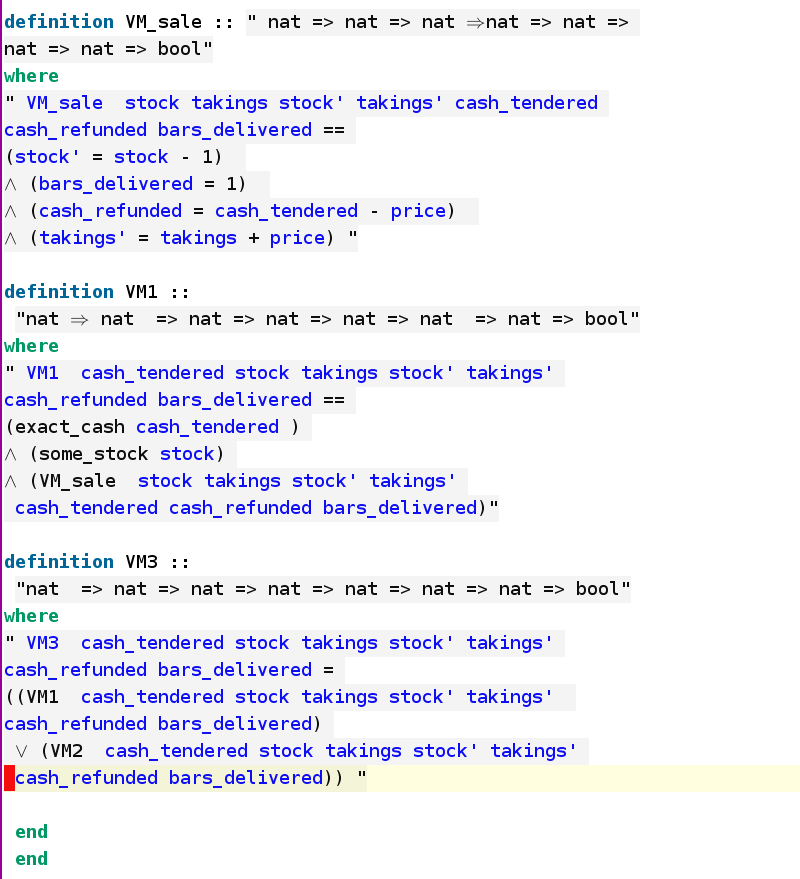 definition VM_sale :: " nat => nat => nat ⇒nat => nat =>
nat => nat => bool"
where
" VM_sale  stock takings stock' takings' cash_tendered
cash_refunded bars_delivered ==
(stock' = stock - 1)
∧ (bars_delivered = 1)
∧ (cash_refunded = cash_tendered - price)
∧ (takings' = takings + price) "
definition VM1 ::
"nat ⇒ nat  => nat => nat => nat => nat  => nat => bool"
where
" VM1  cash_tendered stock takings stock' takings'
cash_refunded bars_delivered ==
(exact_cash cash_tendered )
∧ (some_stock stock)
∧ (VM_sale  stock takings stock' takings'
cash_tendered cash_refunded bars_delivered)"
definition VM3 ::
"nat  => nat => nat => nat => nat => nat => nat => bool"
where
" VM3  cash_tendered stock takings stock' takings'
cash_refunded bars_delivered =
((VM1  cash_tendered stock takings stock' takings'
cash_refunded bars_delivered)
∨ (VM2  cash_tendered stock takings stock' takings'
cash_refunded bars_delivered)) "
end
end